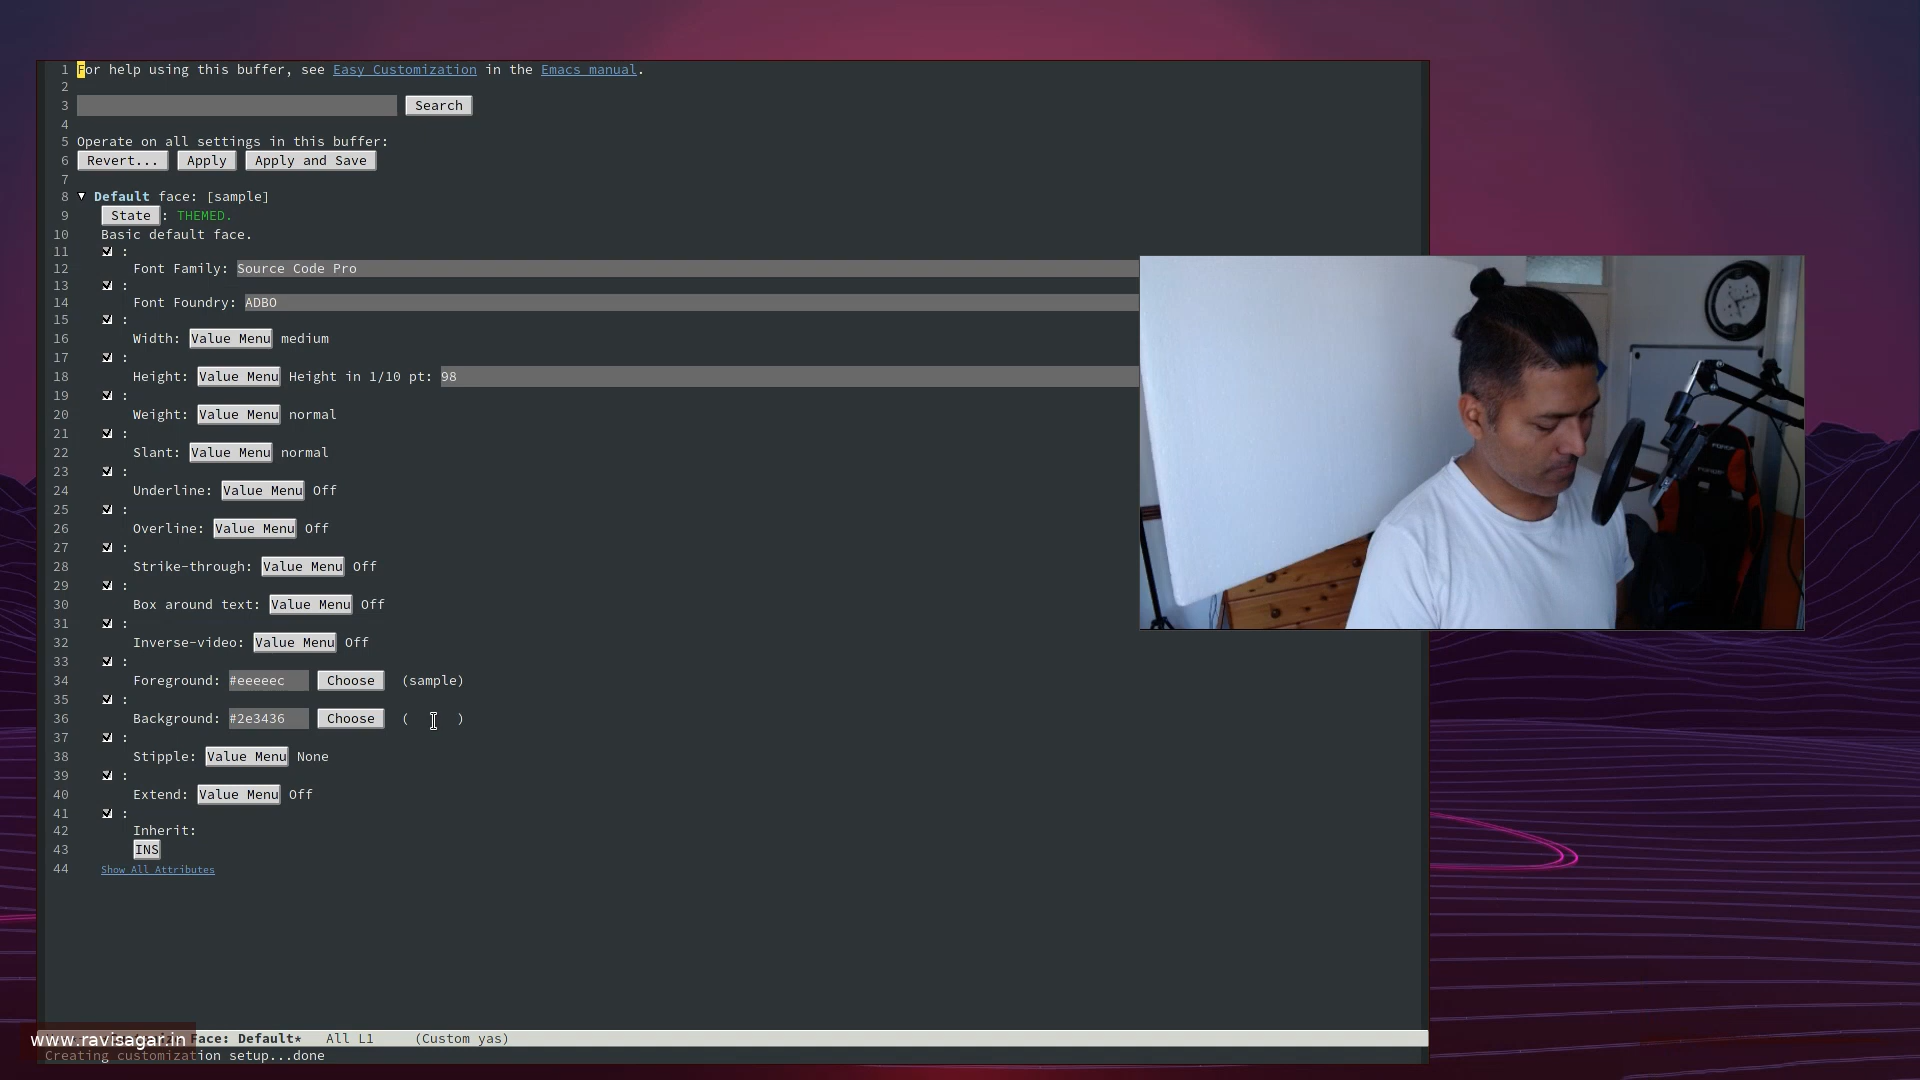 1 For help using this buffer, see Easy Customization in the Emacs manual.
2
3 Search
4
5 Operate on all settings in this buffer:
6 Revert... Apply Apply and Save
7
8 ▼ Default face: [sample]
9 State : THEMED.
10 Basic default face.
11 :
12 Font Family: Source Code Pro
13 :
14 Font Foundry: ADBO
15 :
16 Width: Value Menu medium
17 :
18 Height: Value Menu Height in 1/10 pt: 98
19 :
20 Weight: Value Menu normal
21 :
22 Slant: Value Menu normal
23 :
24 Underline: Value Menu Off
25 :
26 Overline: Value Menu Off
27 :
28 Strike-through: Value Menu Off
29 :
30 Box around text: Value Menu Off
31 :
32 Inverse-video: Value Menu Off
33 :
34 Foreground: #eeeeec Choose (sample)
35 :
36 Background: #2e3436 Choose ( )
37 :
38 Stipple: Value Menu None
39 :
40 Extend: Value Menu Off
41 :
42 Inherit:
43 INS
44 Show All Attributes
www.ravisagar.in Face: Default* All L1 (Custom yas)
Creating customization setup...done